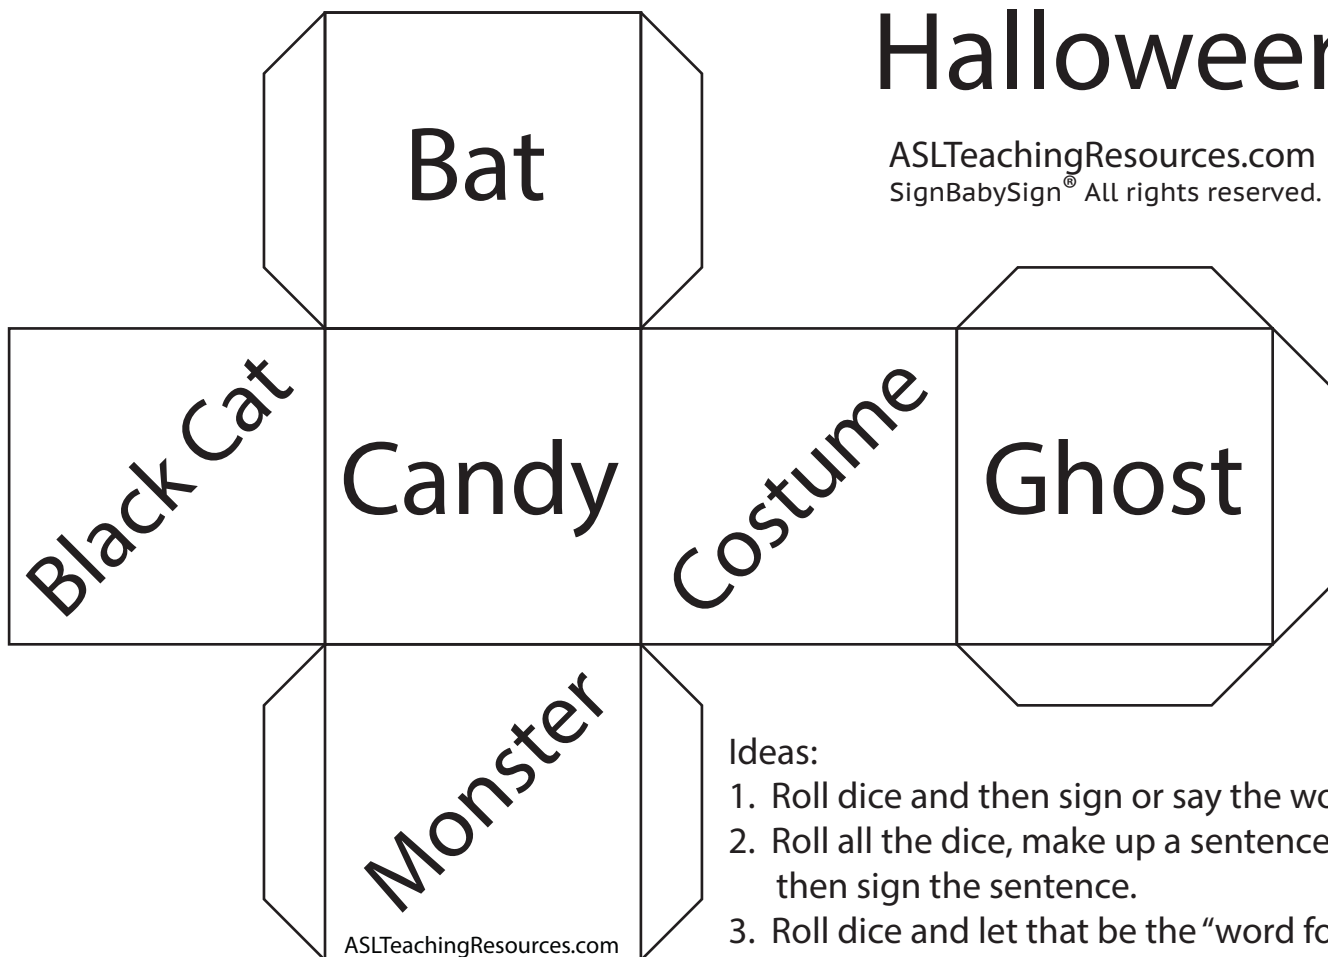 Halloween
ASLTeachingResources.com
SignBabySign® All rights reserved.
Bat
Black Cat
Candy
Costume
Ghost
Monster
ASLTeachingResources.com
Ideas:
1. Roll dice and then sign or say the
2. Roll all the dice, make up a sentence
then sign the sentence.
3. Roll dice and let that be the “word